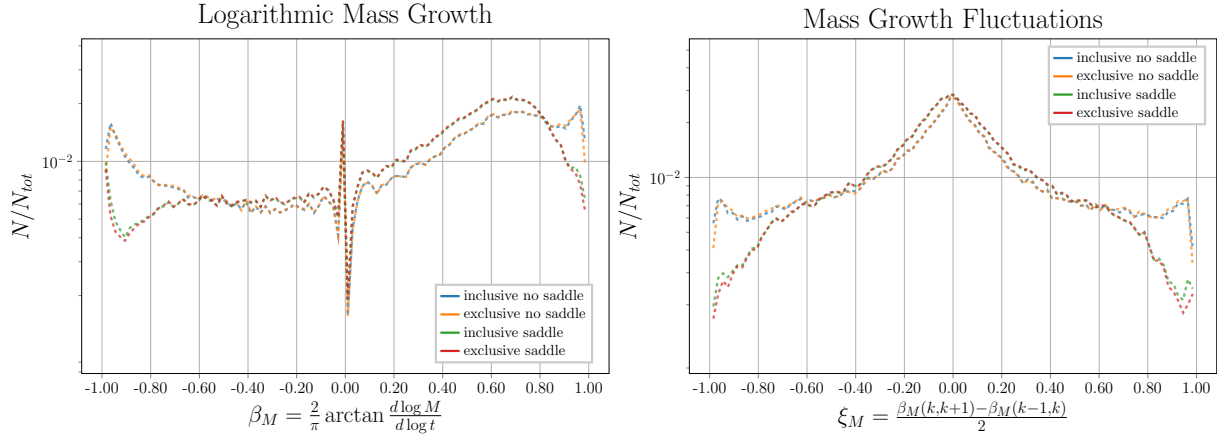 Logarithmic Mass Growth
N/N_{tot}
10^{-2}
inclusive no saddle
exclusive no saddle
inclusive saddle
exclusive saddle
-1.00 -0.80 -0.60 -0.40 -0.20 0.00 0.20 0.40 0.60 0.80 1.00
β_M = \frac{2}{π} arctan \frac{d log M}{d log t}
Mass Growth Fluctuations
N/N_{tot}
10^{-2}
inclusive no saddle
exclusive no saddle
inclusive saddle
exclusive saddle
-1.00 -0.80 -0.60 -0.40 -0.20 0.00 0.20 0.40 0.60 0.80 1.00
ξ_M = \frac{β_M(k,k+1)−β_M(k−1,k)}{2}